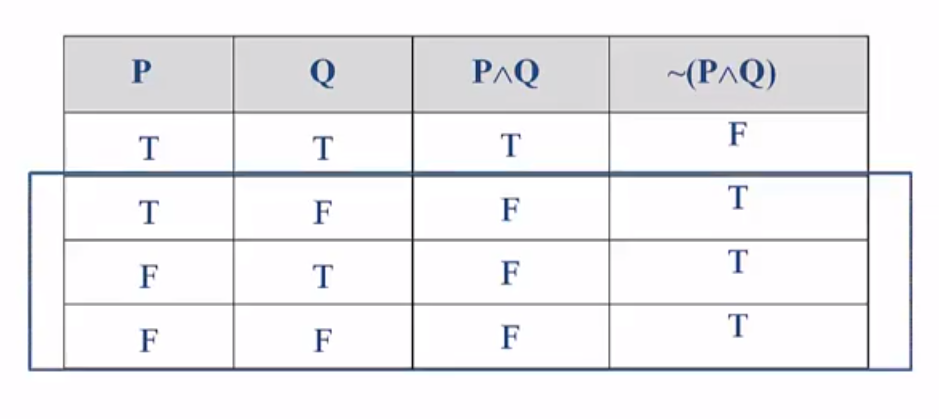 P Q P∧Q ~(P∧Q)
T T T F
T F F T
F T F T
F F F T